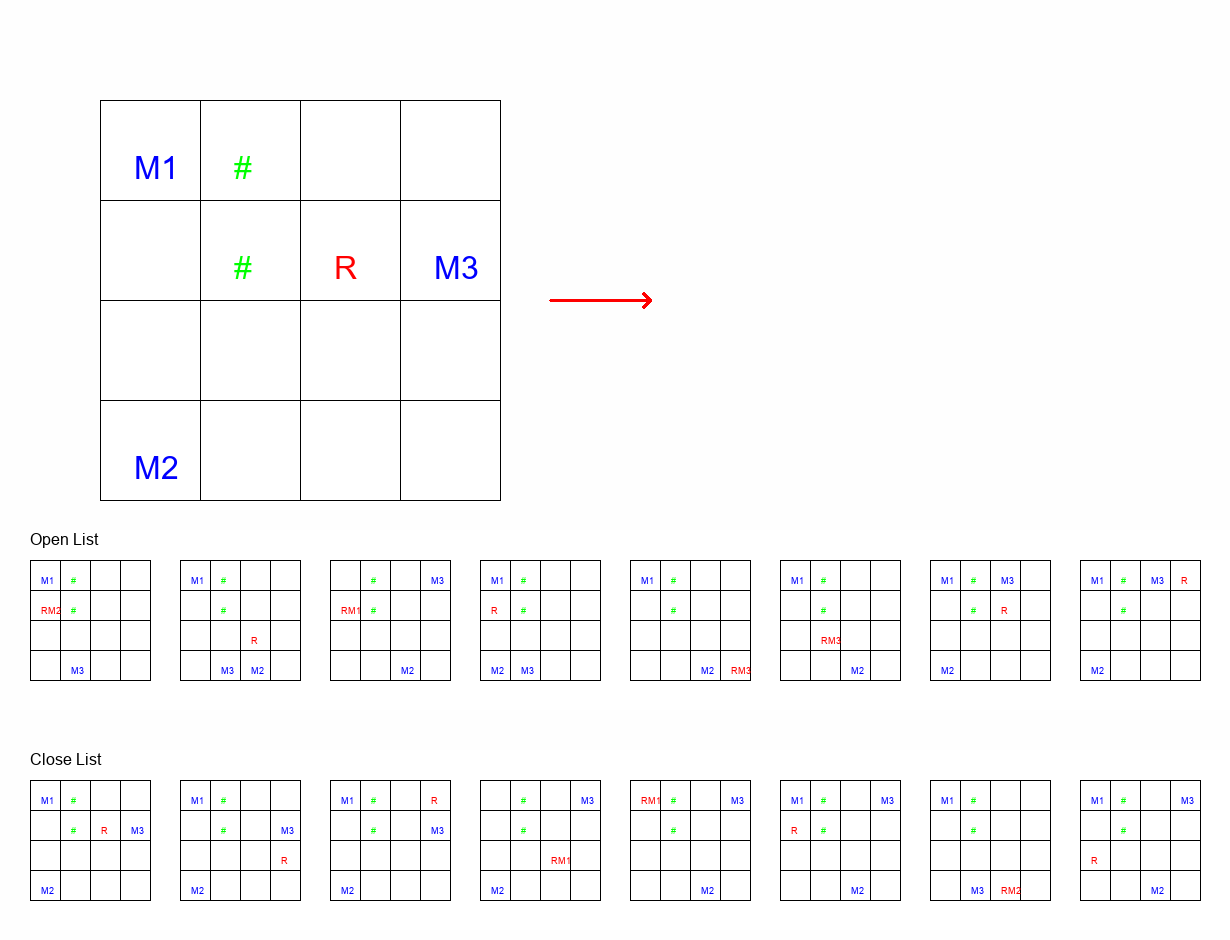 M1 #
# R M3
M2
Open List
M1 # M1 # # M3 M1 # M1 # M1 # M1 # M3 M1 # M3 R
RM2 # # RM1 # R # # # # R #
R RM3
M3 M3 M2 M2 M2 M3 M2 RM3 M2 M2 M2
Close List
M1 # M1 # M1 # R # M3 RM1 # M3 M1 # M3 M1 # M1 # M3
# R M3 # M3 # M3 # # R # # #
R RM1 R
M2 M2 M2 M2 M2 M2 M3 RM2 M2